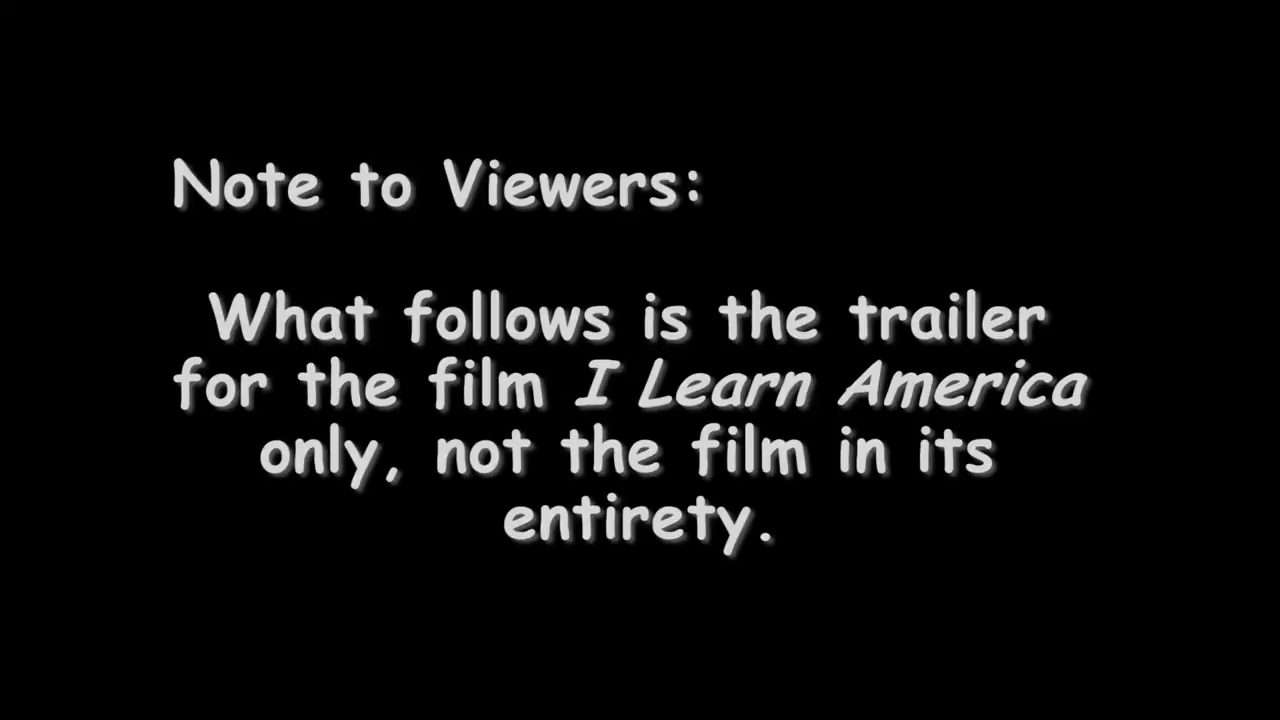 Note to Viewers:
What follows is the trailer
for the film I Learn America
only, not the film in its
entirety.